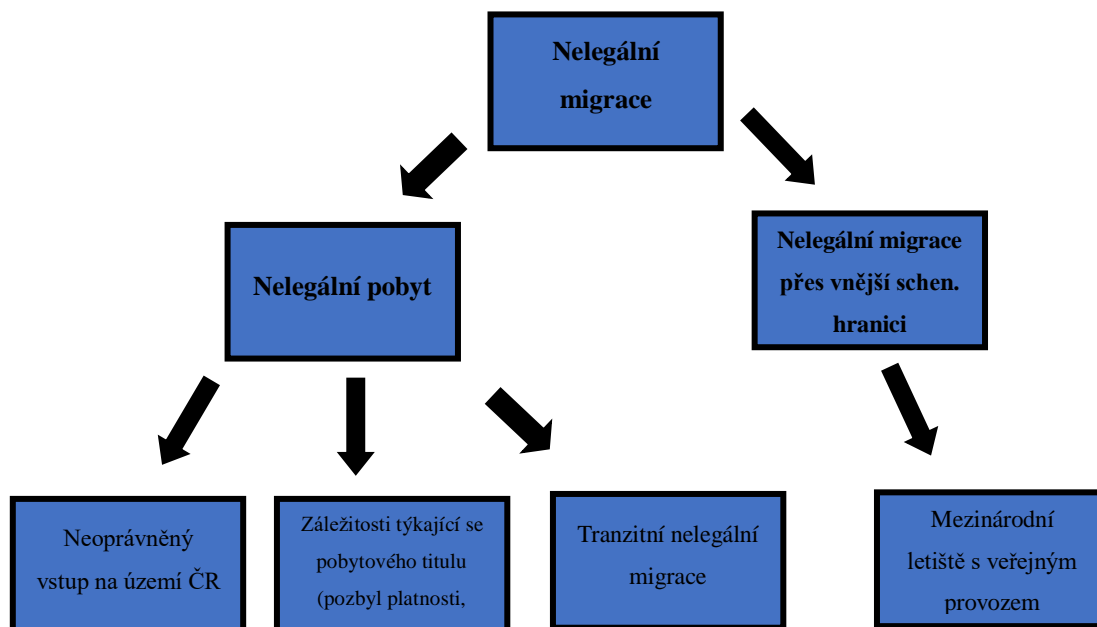 Nelegální
migrace
Nelegální pobyt
Nelegální migrace
přes vnější schen.
hranici
Neoprávněný
vstup na území ČR
Záležitosti týkající se
pobytového titulu
(pozbyl platnosti,
Tranzitní nelegální
migrace
Mezinárodní
letiště s veřejným
provozem